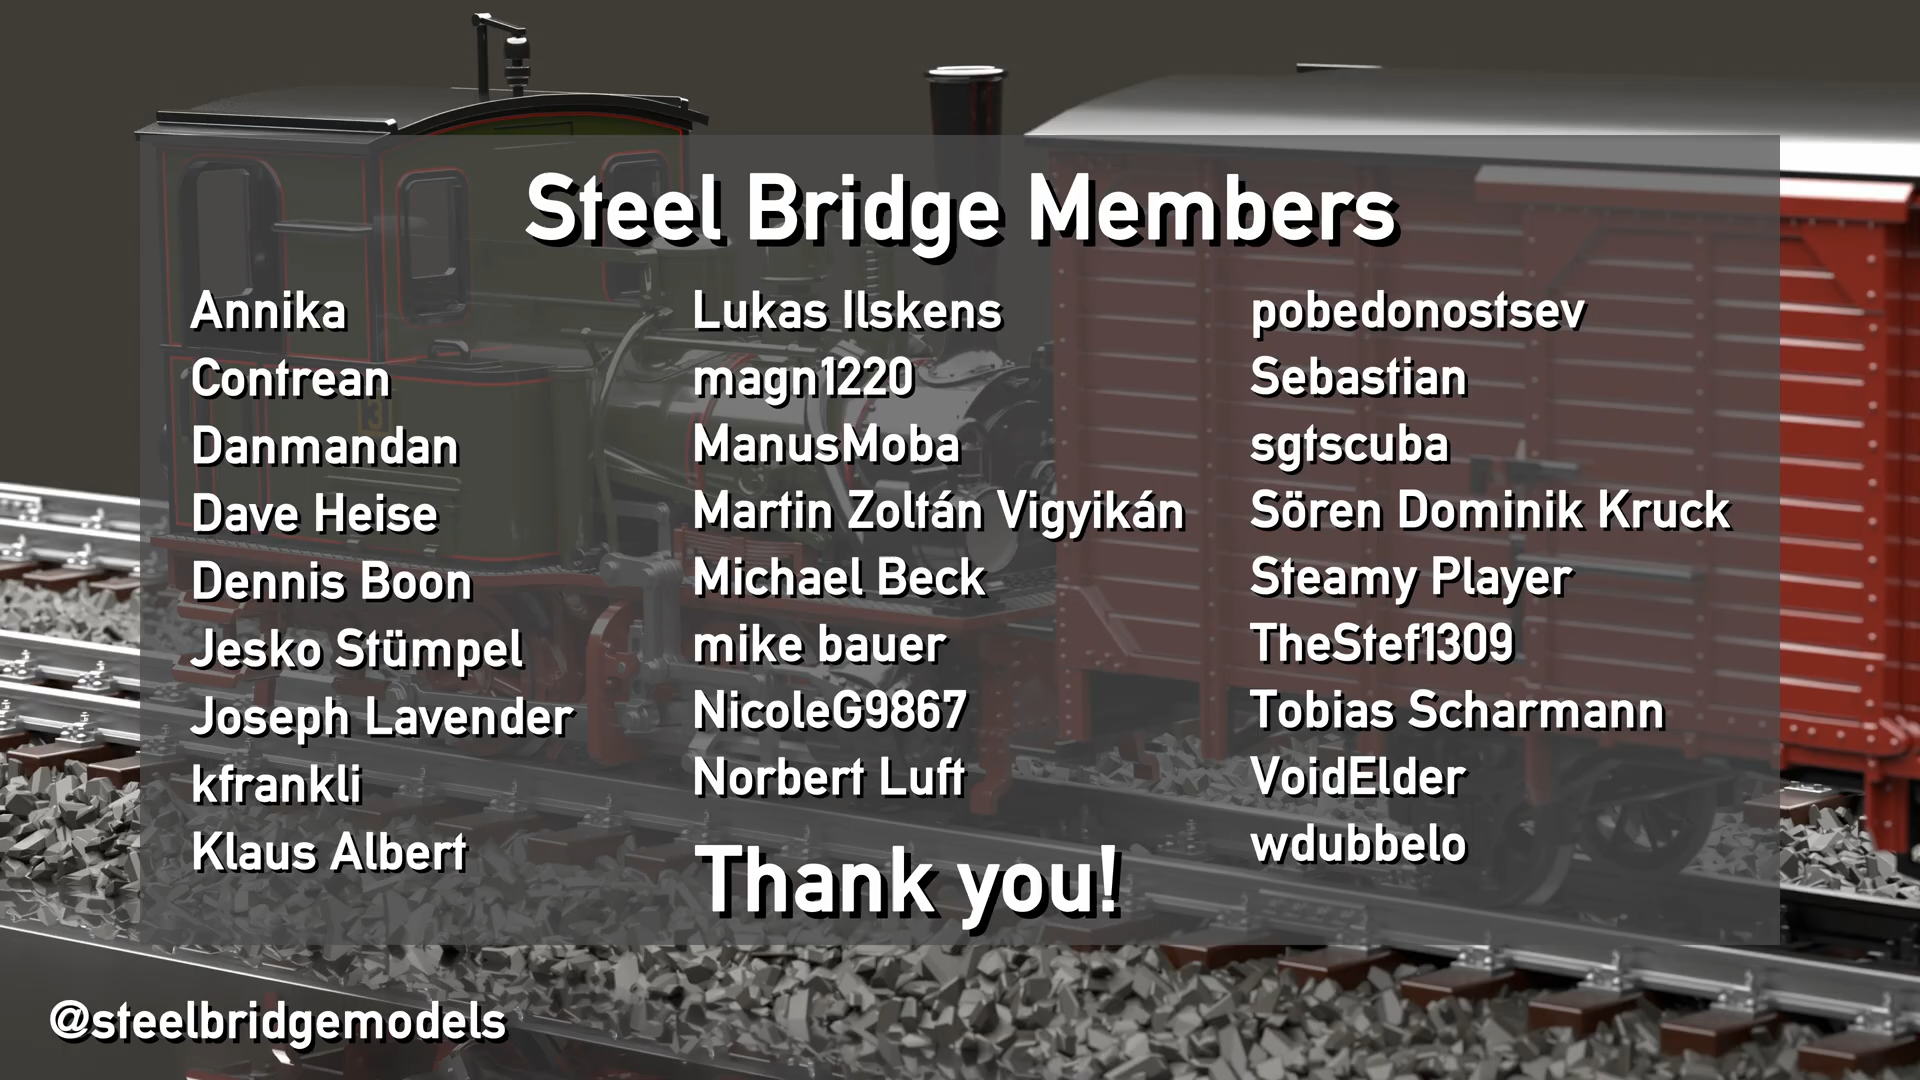 Steel Bridge Members
Annika
Contrean
Danmandan
Dave Heise
Dennis Boon
Jesko Stümpel
Joseph Lavender
kfrankli
Klaus Albert
Lukas Ilskens
magn1220
ManusMoba
Martin Zoltán Vigyikán
Michael Beck
mike bauer
NicoleG9867
Norbert Luft
pobedonostsev
Sebastian
sgtscuba
Sören Dominik Kruck
Steamy Player
TheStef1309
Tobias Scharmann
VoidElder
wdubbelo
Thank you!
@steelbridgemodels
3